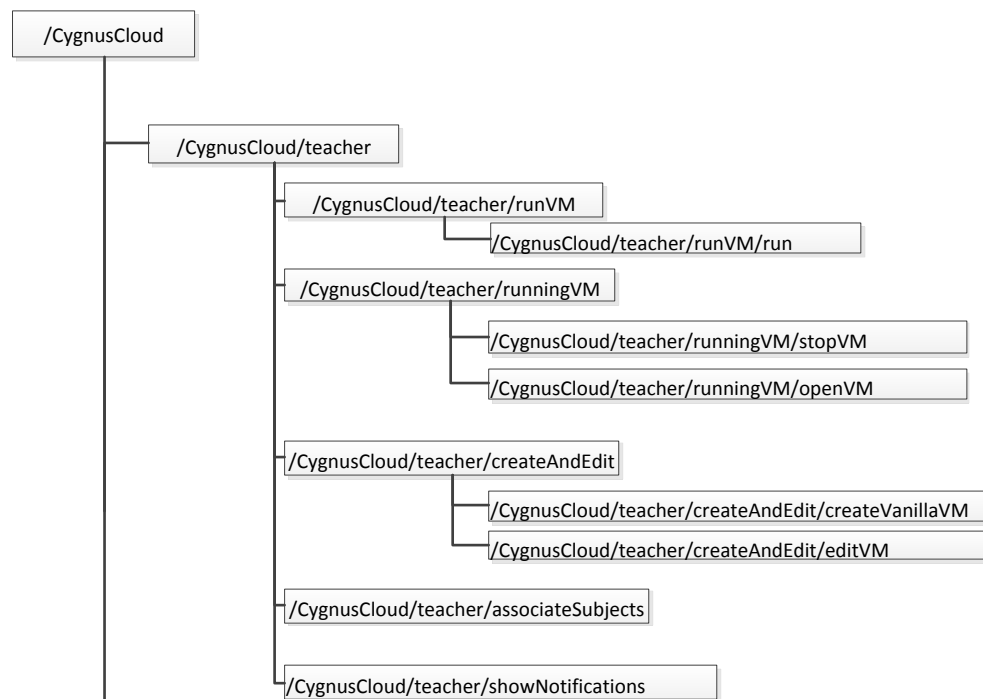 /CygnusCloud
/CygnusCloud/teacher
/CygnusCloud/teacher/runVM
/CygnusCloud/teacher/runVM/run
/CygnusCloud/teacher/runningVM
/CygnusCloud/teacher/runningVM/stopVM
/CygnusCloud/teacher/runningVM/openVM
/CygnusCloud/teacher/createAndEdit
/CygnusCloud/teacher/createAndEdit/createVanillaVM
/CygnusCloud/teacher/createAndEdit/editVM
/CygnusCloud/teacher/associateSubjects
/CygnusCloud/teacher/showNotifications